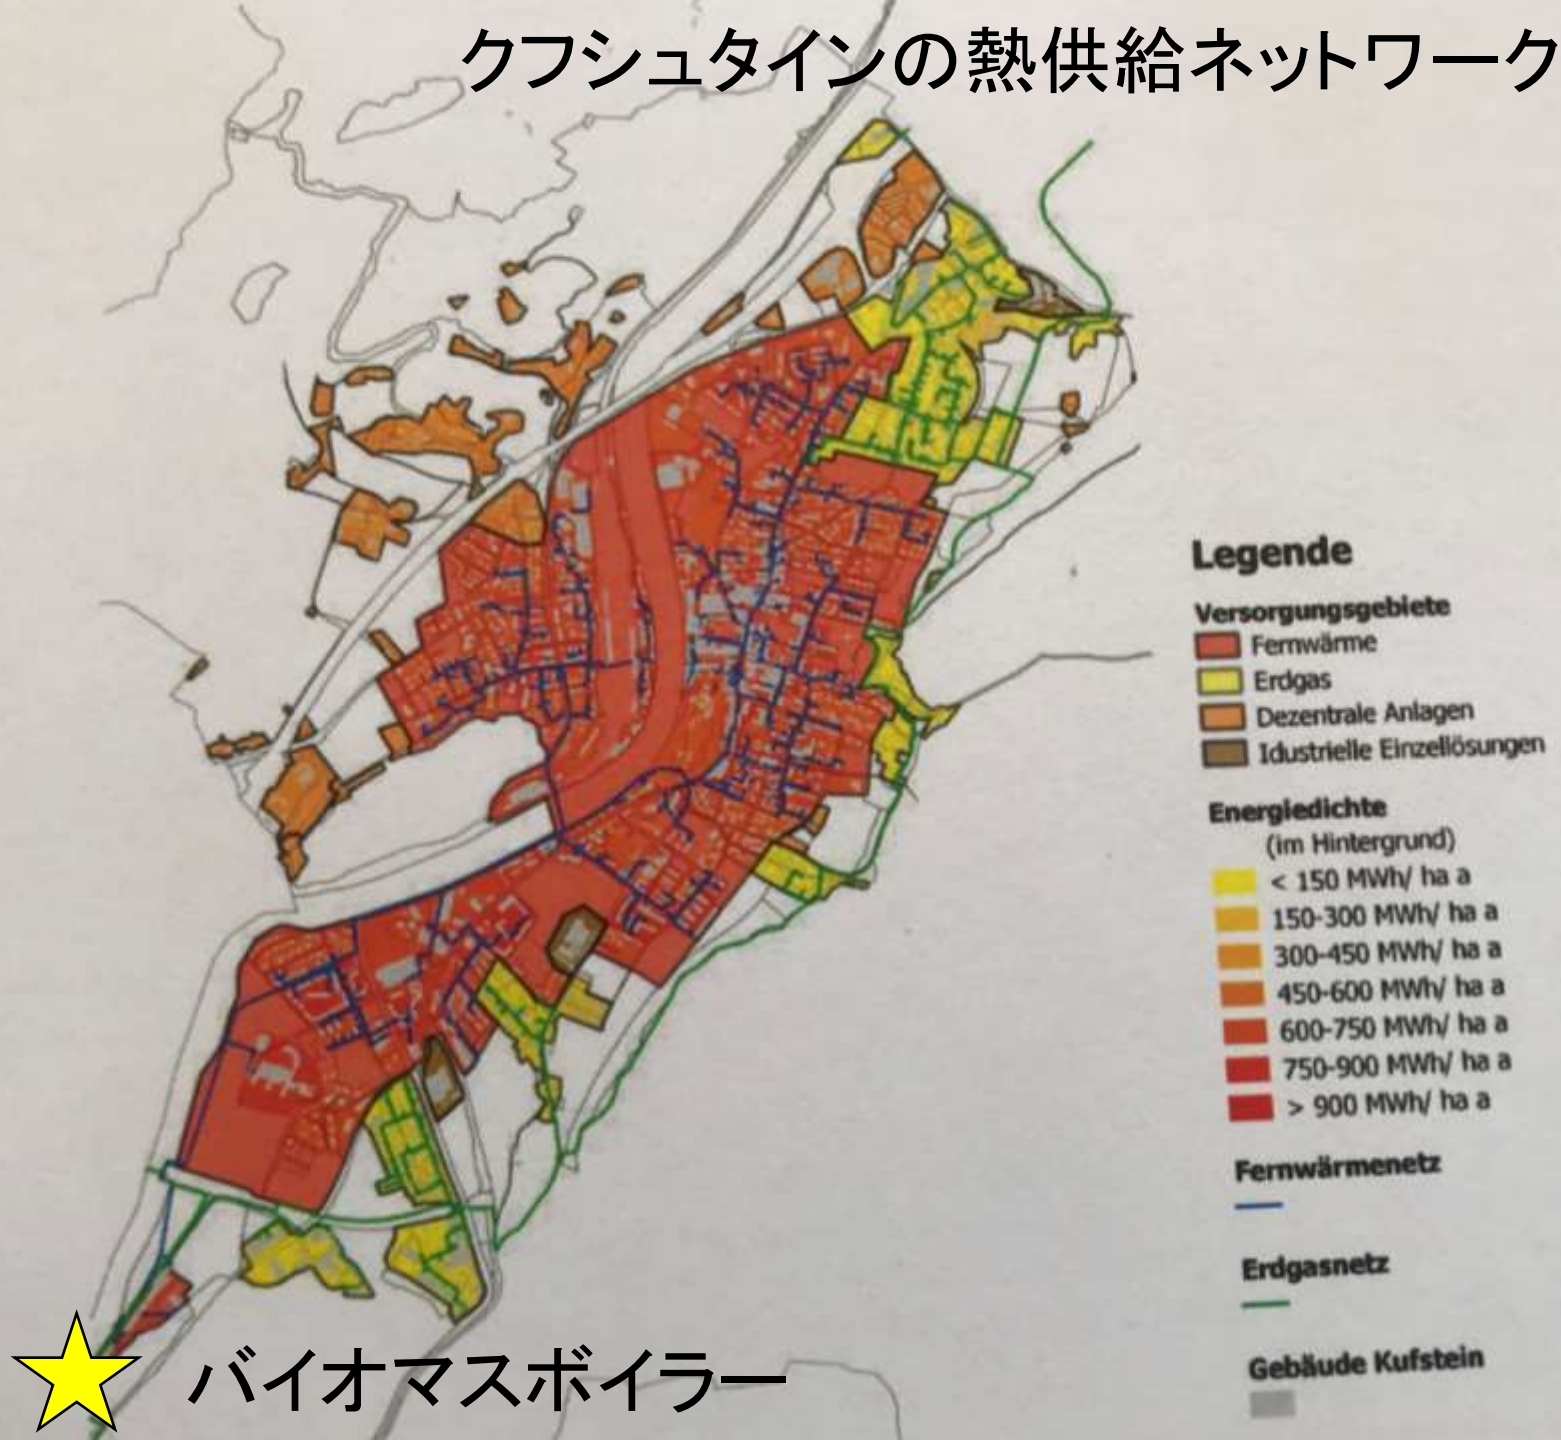 クフシュタインの熱供給ネットワーク
Legende
Versorgungsgebiete
Fernwärme
Erdgas
Dezentrale Anlagen
Idustrielle Einzellösungen
Energiedichte
(im Hintergrund)
< 150 MWh/ ha a
150-300 MWh/ ha a
300-450 MWh/ ha a
450-600 MWh/ ha a
600-750 MWh/ ha a
750-900 MWh/ ha a
> 900 MWh/ ha a
Fernwärmenetz
Erdgasnetz
Gebäude Kufstein
バイオマスボイラー